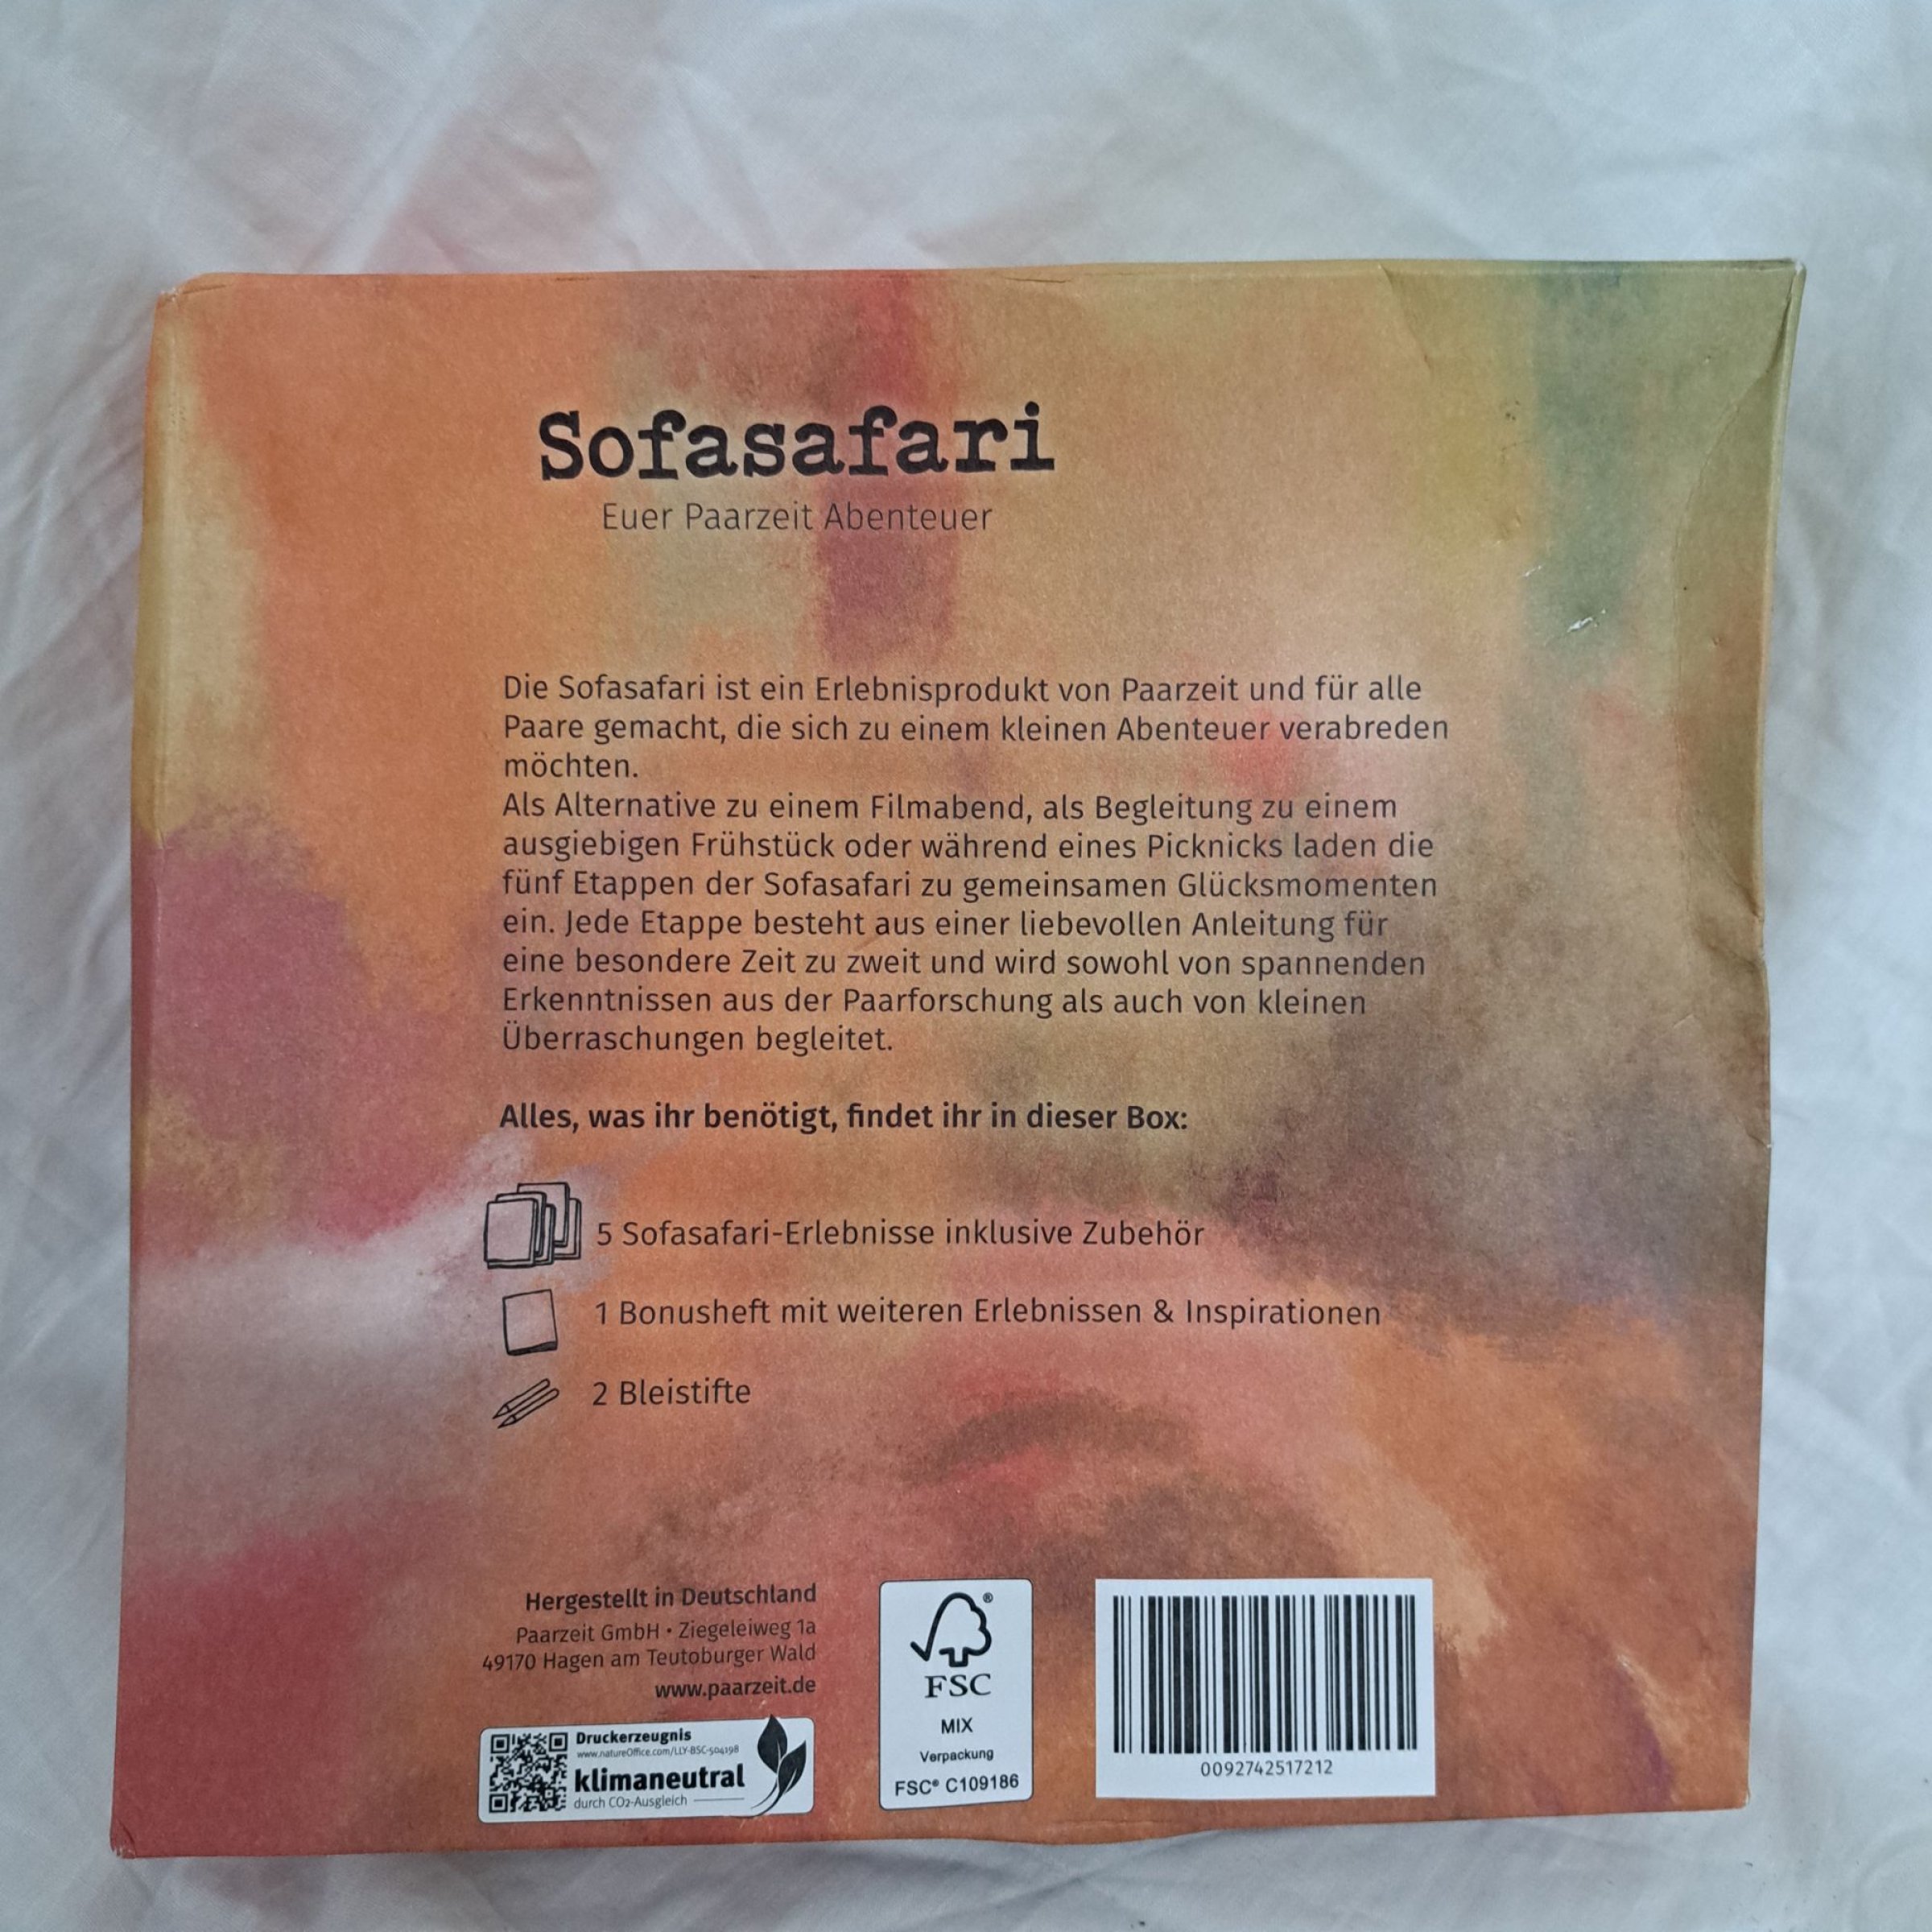 Sofasafari
Euer Paarzeit Abenteuer
Die Sofasafari ist ein Erlebnisprodukt von Paarzeit und für alle
Paare gemacht, die sich zu einem kleinen Abenteuer verabreden
möchten.
Als Alternative zu einem Filmabend, als Begleitung zu einem
ausgiebigen Frühstück oder während eines Picknicks laden die
fünf Etappen der Sofasafari zu gemeinsamen Glücksmomenten
ein. Jede Etappe besteht aus einer liebevollen Anleitung für
eine besondere Zeit zu zweit und wird sowohl von spannenden
Erkenntnissen aus der Paarforschung als auch von kleinen
Überraschungen begleitet.
Alles, was ihr benötigt, findet ihr in dieser Box:
5 Sofasafari-Erlebnisse inklusive Zubehör
1 Bonusheft mit weiteren Erlebnissen & Inspirationen
2 Bleistifte
Hergestellt in Deutschland
Paarzeit GmbH • Ziegeleiweg 1a
49170 Hagen am Teutoburger Wald
www.paarzeit.de
Druckerzeugnis
www.natureOffice.com/LLY-BSC-504198
klimaneutral
durch CO2-Ausgleich
®
FSC
MIX
Verpackung
FSC® C109186
0092742517212